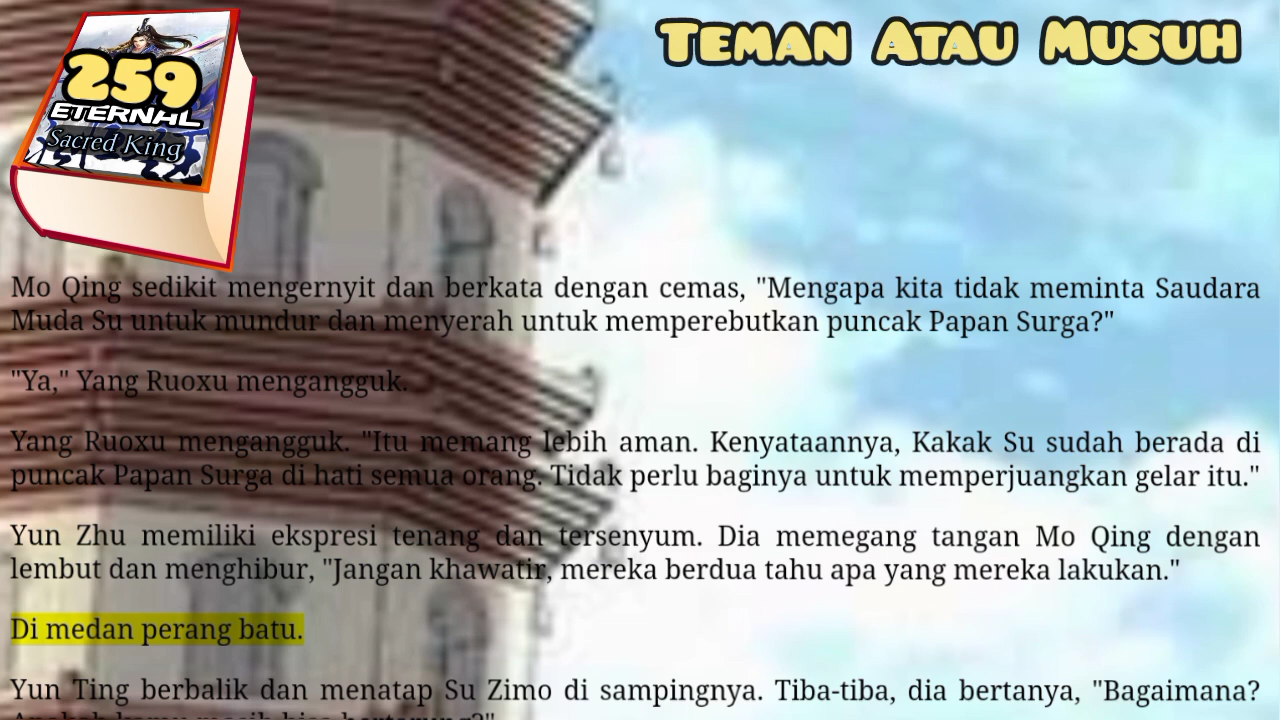 Teman Atau Musuh
259
ETERNAL
Sacred King
Mo Qing sedikit mengernyit dan berkata dengan cemas, "Mengapa kita tidak meminta Saudara
Muda Su untuk mundur dan menyerah untuk memperebutkan puncak Papan Surga?"
"Ya," Yang Ruoxu mengangguk.
Yang Ruoxu mengangguk. "Itu memang lebih aman. Kenyataannya, Kakak Su sudah berada di
puncak Papan Surga di hati semua orang. Tidak perlu baginya untuk memperjuangkan gelar itu."
Yun Zhu memiliki ekspresi tenang dan tersenyum. Dia memegang tangan Mo Qing dengan
lembut dan menghibur, "Jangan khawatir, mereka berdua tahu apa yang mereka lakukan."
Di medan perang batu.
Yun Ting berbalik dan menatap Su Zimo di sampingnya. Tiba-tiba, dia bertanya, "Bagaimana?